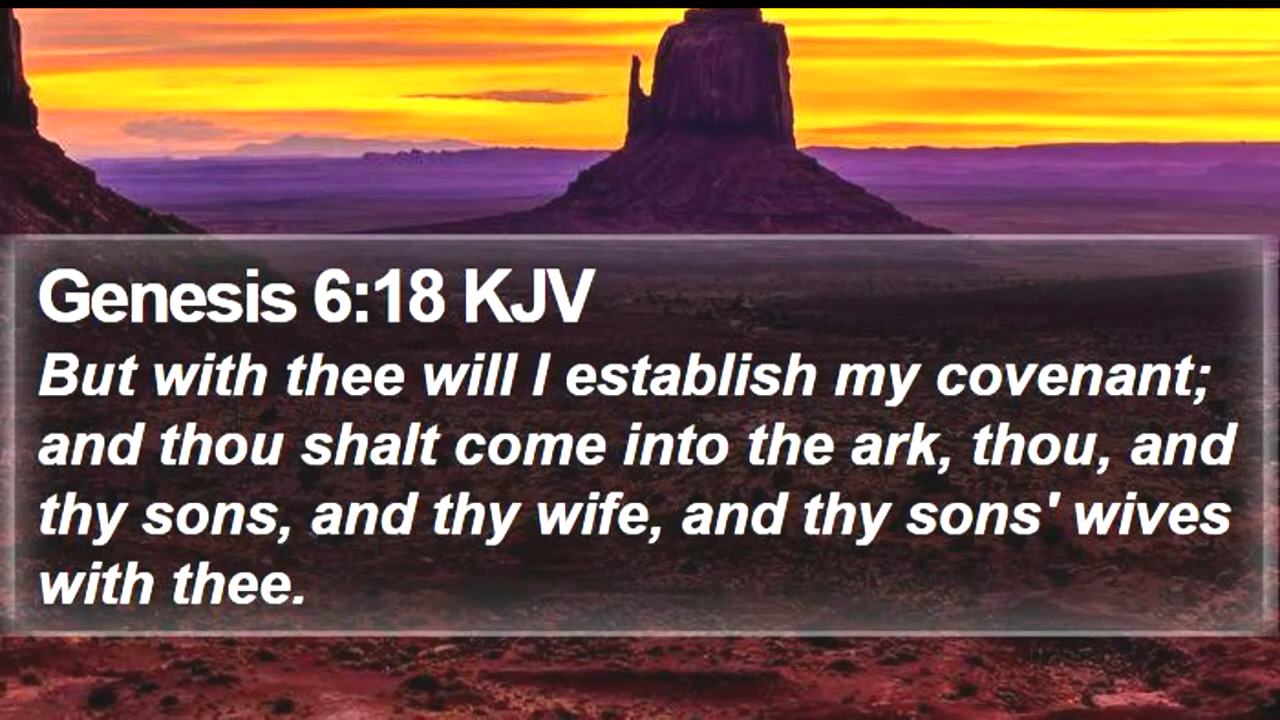 Genesis 6:18 KJV
But with thee will I establish my covenant;
and thou shalt come into the ark, thou, and
thy sons, and thy wife, and thy sons' wives
with thee.